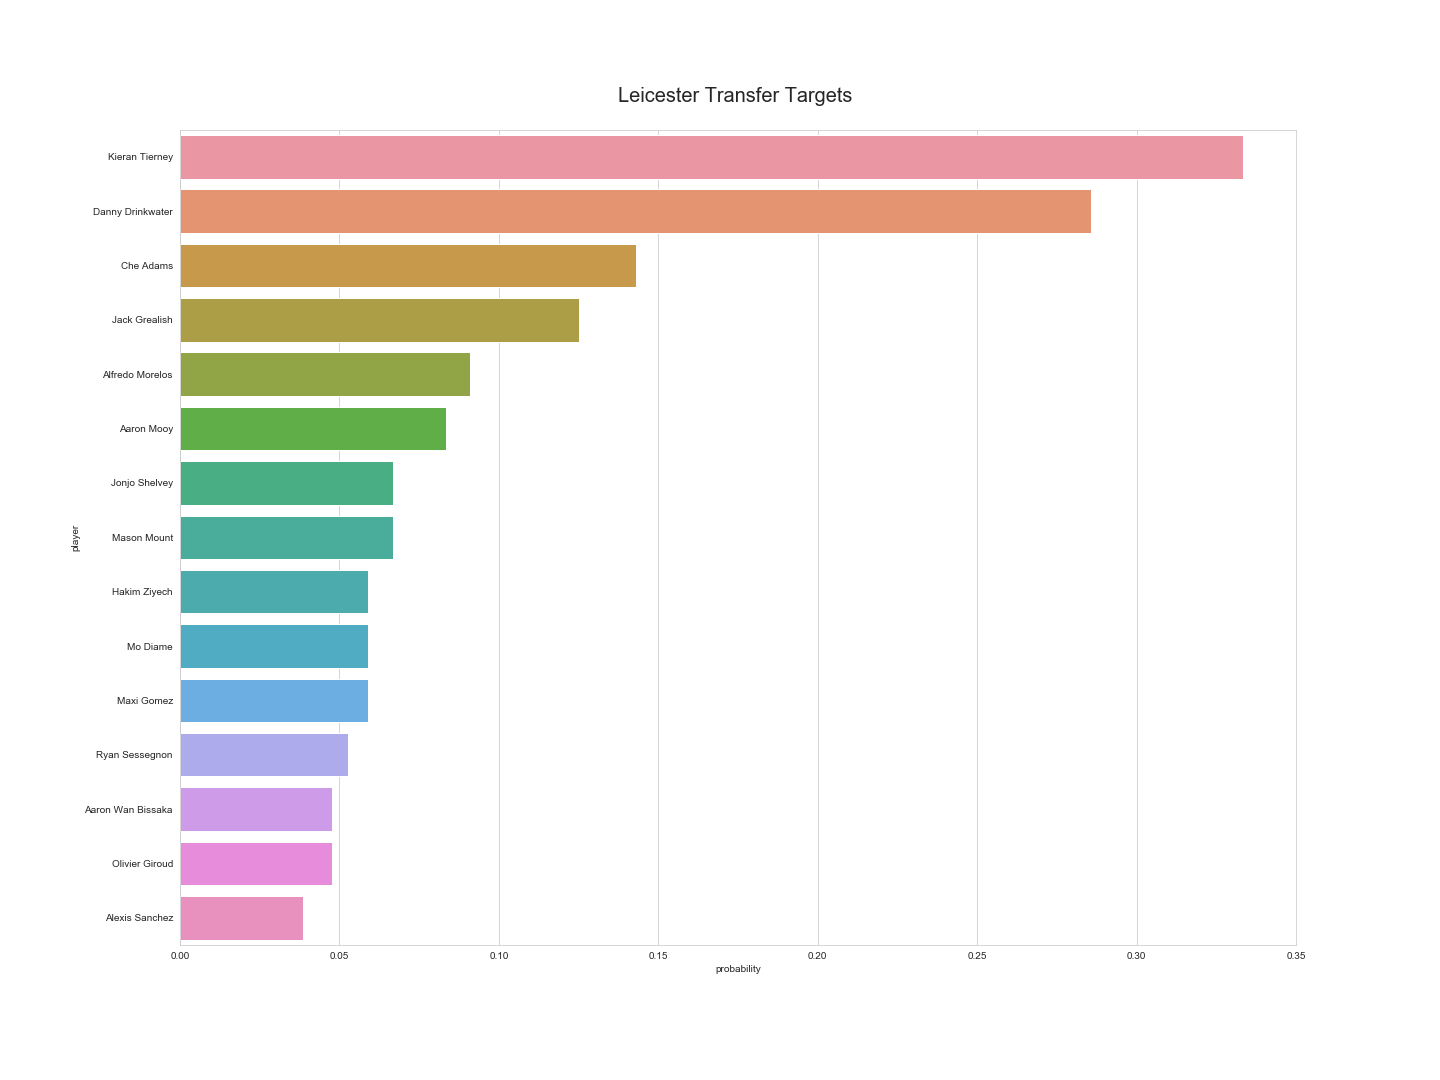 Leicester Transfer Targets
Kieran Tierney
Danny Drinkwater
Che Adams
Jack Grealish
Alfredo Morelos
Aaron Mooy
Jonjo Shelvey
Mason Mount
Hakim Ziyech
Mo Diame
Maxi Gomez
Ryan Sessegnon
Aaron Wan Bissaka
Olivier Giroud
Alexis Sanchez
player
0.00 0.05 0.10 0.15 0.20 0.25 0.30 0.35
probability